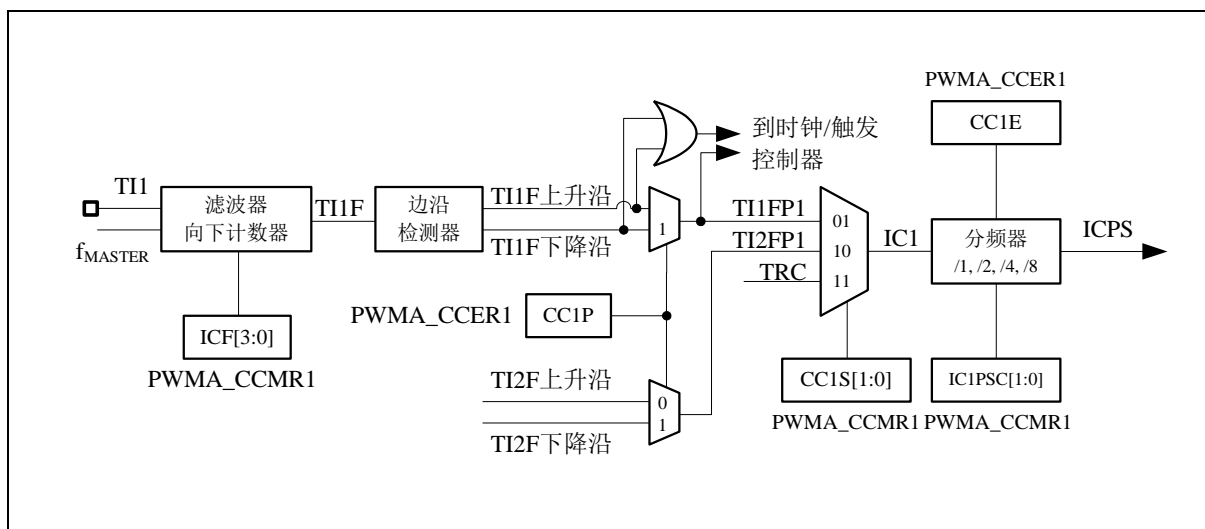 PWMA_CCER1
CC1E
到时钟/触发
控制器
TI1
fMASTER
滤波器
向下计数器
TI1F
边沿
检测器
TI1F上升沿
TI1F下降沿
1
TI1FP1
TI2FP1
TRC
01
10
11
IC1
分频器
/1, /2, /4, /8
ICPS
PWMA_CCER1
CC1P
ICF[3:0]
PWMA_CCMR1
TI2F上升沿
TI2F下降沿
0
1
CC1S[1:0]
PWMA_CCMR1
IC1PSC[1:0]
PWMA_CCMR1